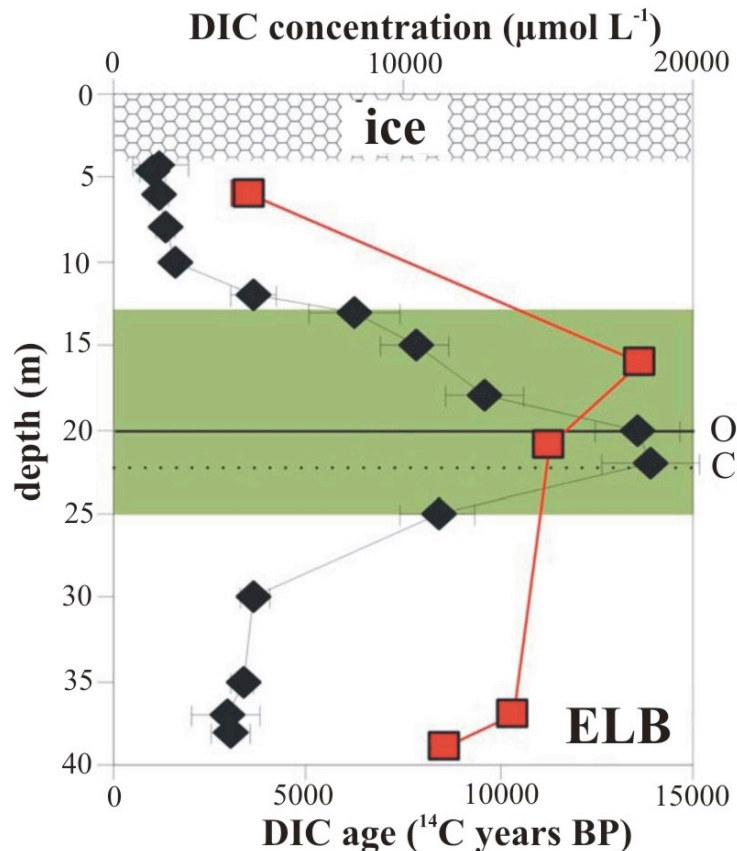 DIC concentration (µmol L⁻¹)
0 10000 20000
0
ice
5
10
15
20 O
C
25
30
35
ELB
40
0 5000 10000 15000
depth (m)
DIC age (¹⁴C years BP)